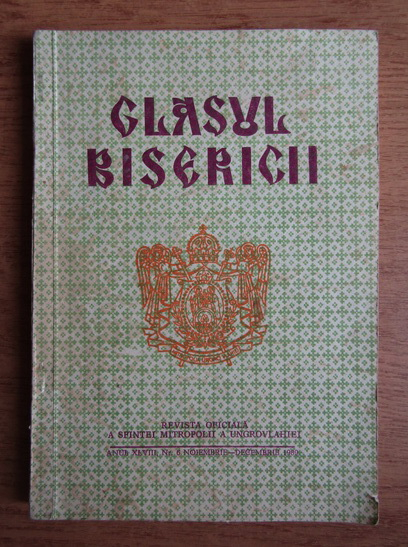 GLASUL
BISERICII
REVISTA OFICIALĂ
A SFINTEI MITROPOLII A UNGROVLAHIEI
ANUL XLVIII, Nr. 6 NOIEMBRIE—DECEMBRIE 1989